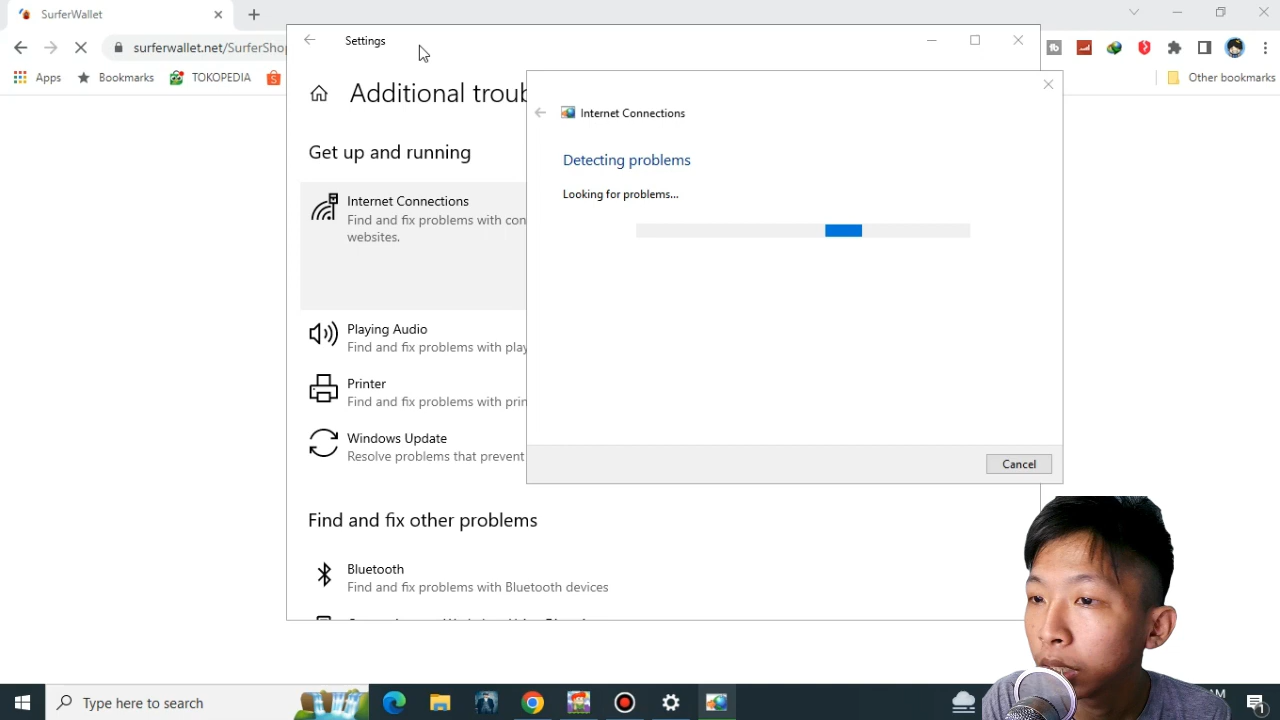 SurferWallet
surferwallet.net/SurferShop
Apps
Bookmarks
TOKOPEDIA
Other bookmarks
Settings
Additional troub
Get up and running
Internet Connections
Find and fix problems with con
websites.
Playing Audio
Find and fix problems with play
Printer
Find and fix problems with prin
Windows Update
Resolve problems that prevent
Find and fix other problems
Bluetooth
Find and fix problems with Bluetooth devices
Internet Connections
Detecting problems
Looking for problems...
Cancel
Type here to search